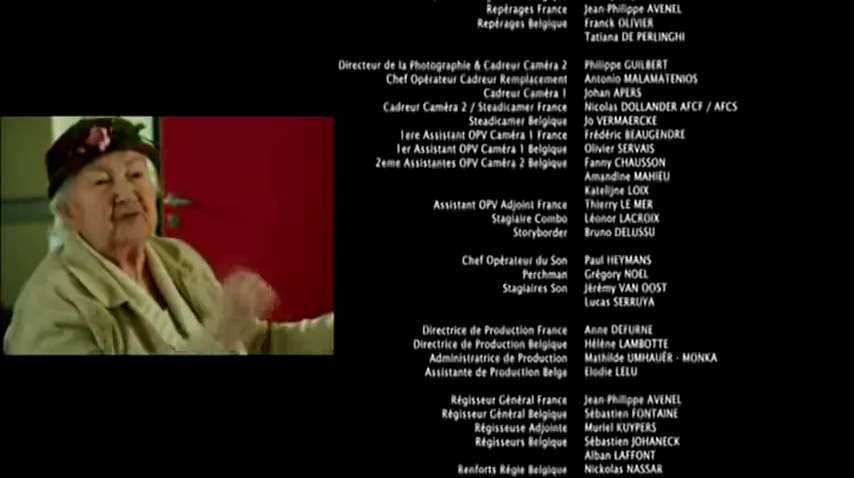 Repérages France Jean-Philippe AVENEL
Repérages Belgique Franck OLIVIER
Tatiana DE PERLINGHI
Directeur de la Photographie & Cadreur Caméra 2 Philippe GUILBERT
Chef Opérateur Cadreur Remplacement Antonio MALAMATENIOS
Cadreur Caméra 1 Johan APERS
Cadreur Caméra 2 / Steadicamer France Nicolas DOLLANDER AFCF / AFCS
Steadicamer Belgique Jo VERMAERCKE
1ere Assistant OPV Caméra 1 France Frédéric BEAUGENDRE
1er Assistant OPV Caméra 1 Belgique Olivier SERVAIS
2eme Assistantes OPV Caméra 2 Belgique Fanny CHAUSSON
Amandine MAHIEU
Katelijne LOIX
Assistant OPV Adjoint France Thierry LE MER
Stagiaire Combo Léonor LACROIX
Storyborder Bruno DELUSSU
Chef Opérateur du Son Paul HEYMANS
Perchman Grégory NOEL
Stagiaires Son Jérémy VAN OOST
Lucas SERRUYA
Directrice de Production France Anne DEFURNE
Directrice de Production Belgique Hélène LAMBOTTE
Administratrice de Production Mathilde UMHAUËR - MONKA
Assistante de Production Belge Elodie LELU
Régisseur Général France Jean-Philippe AVENEL
Régisseur Général Belgique Sébastien FONTAINE
Régisseuse Adjointe Muriel KUYPERS
Régisseurs Belgique Sébastien JOHANECK
Alban LAFFONT
Renforts Régie Belgique Nickolas NASSAR